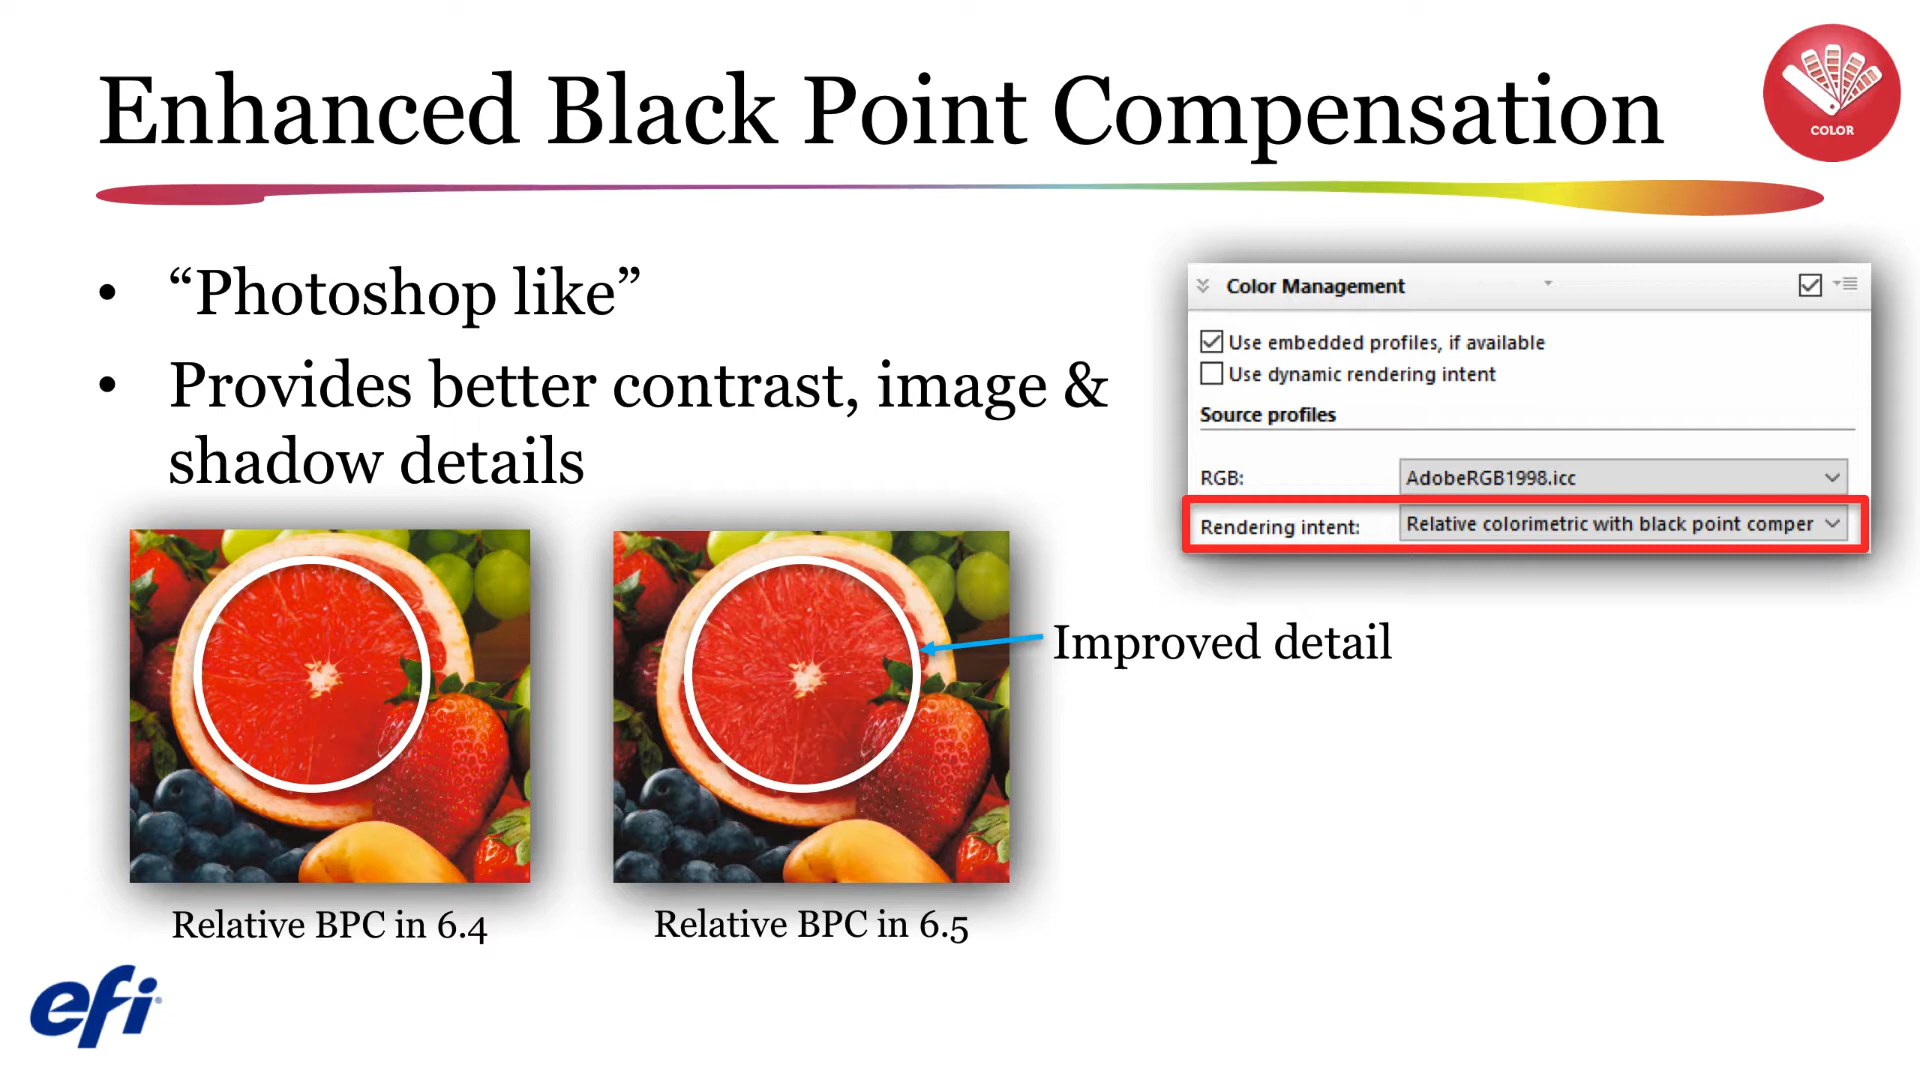 Enhanced Black Point Compensation
COLOR
• “Photoshop like”
• Provides better contrast, image &
shadow details
Color Management
Use embedded profiles, if available
Use dynamic rendering intent
Source profiles
RGB: AdobeRGB1998.icc
Rendering intent: Relative colorimetric with black point comper
Improved detail
Relative BPC in 6.4
Relative BPC in 6.5
efi